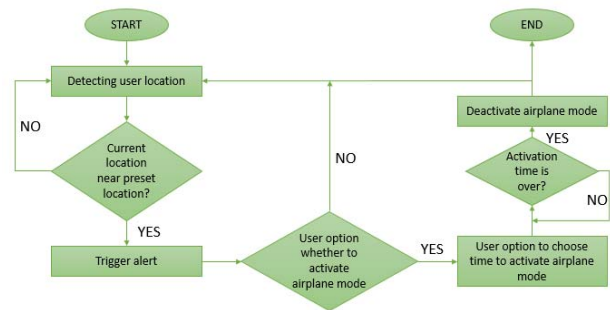 START
END
Detecting user location
Deactivate airplane mode
NO
YES
Current
location
near preset
location?
NO
Activation
time is
over?
NO
YES
User option
whether to
activate
airplane mode
YES
User option to choose
time to activate airplane
mode
Trigger alert